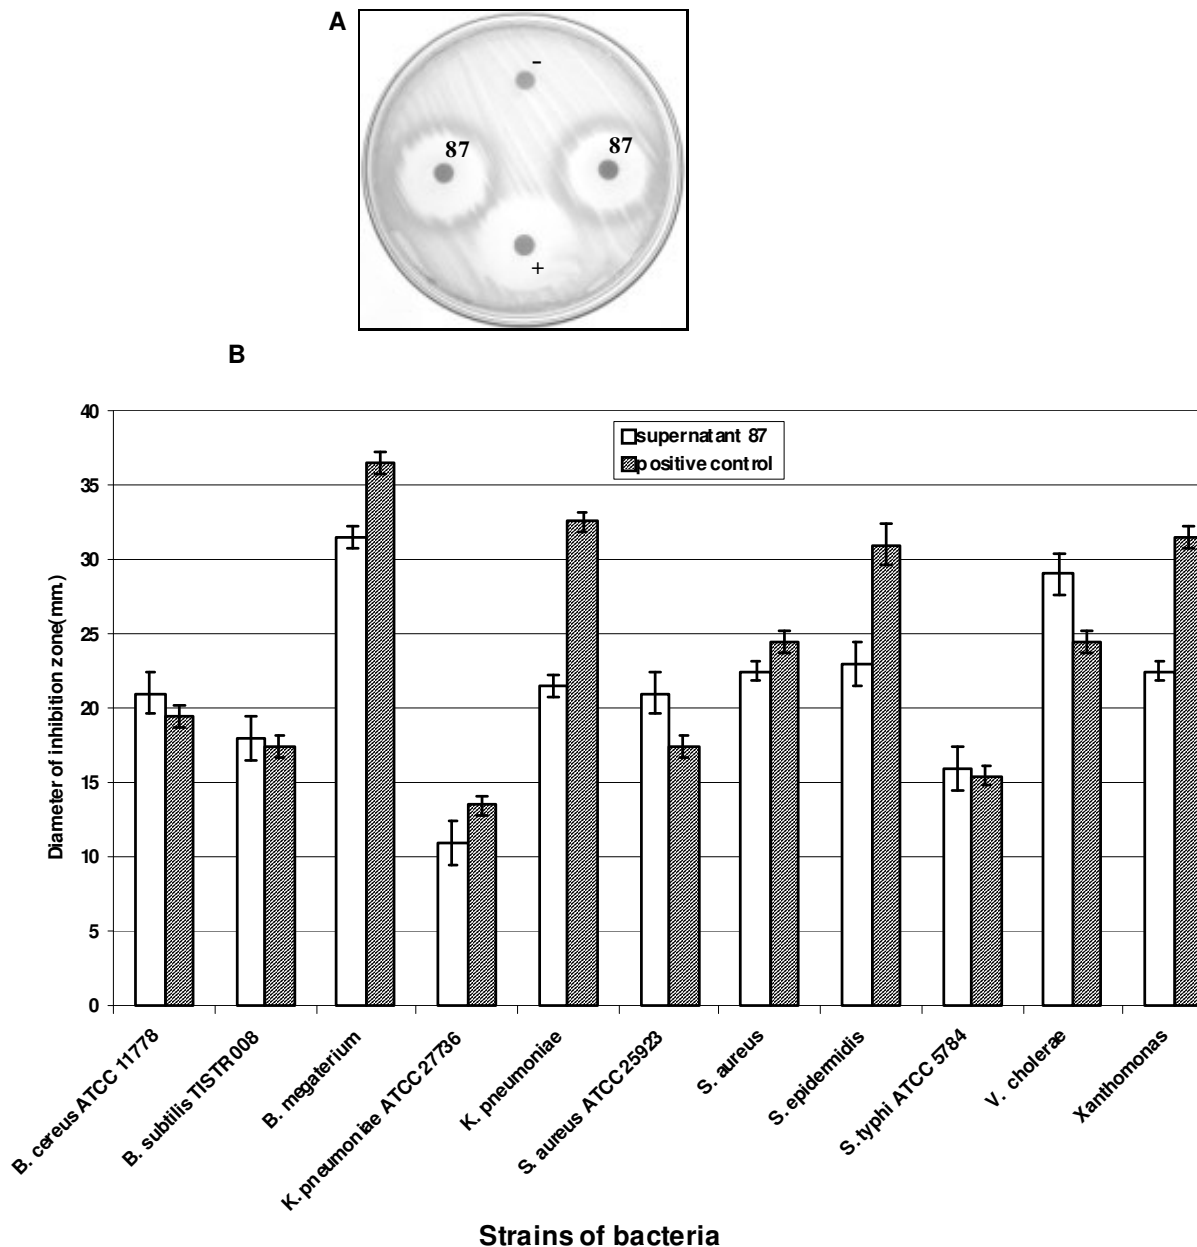 A
-
87
87
+
B
40
35
30
25
20
15
10
5
0
Diameter of inhibition zone(mm.)
supernatant 87
positive control
B. cereus ATCC 11778
B. subtilis TISTR 008
B. megaterium
K. pneumoniae ATCC 27736
K. pneumoniae
S. aureus ATCC 25923
S. aureus
S. epidermidis
S. typhi ATCC 5784
V. cholerae
Xanthomonas
Strains of bacteria